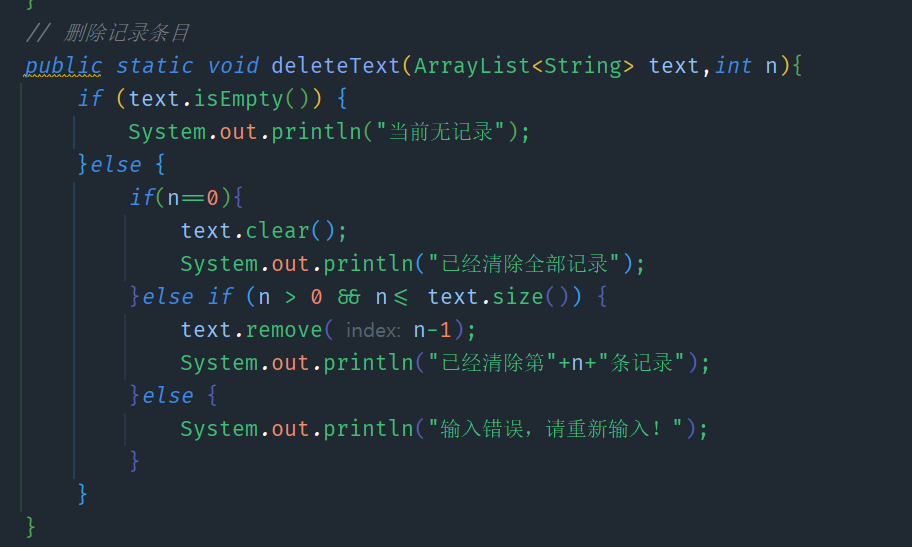 }
// 删除记录条目
public static void deleteText(ArrayList<String> text,int n){
if (text.isEmpty()) {
System.out.println("当前无记录");
}else {
if(n==0){
text.clear();
System.out.println("已经清除全部记录");
}else if (n > 0 && n<= text.size()) {
text.remove( index: n-1);
System.out.println("已经清除第"+n+"条记录");
}else {
System.out.println("输入错误，请重新输入！");
}
}
}